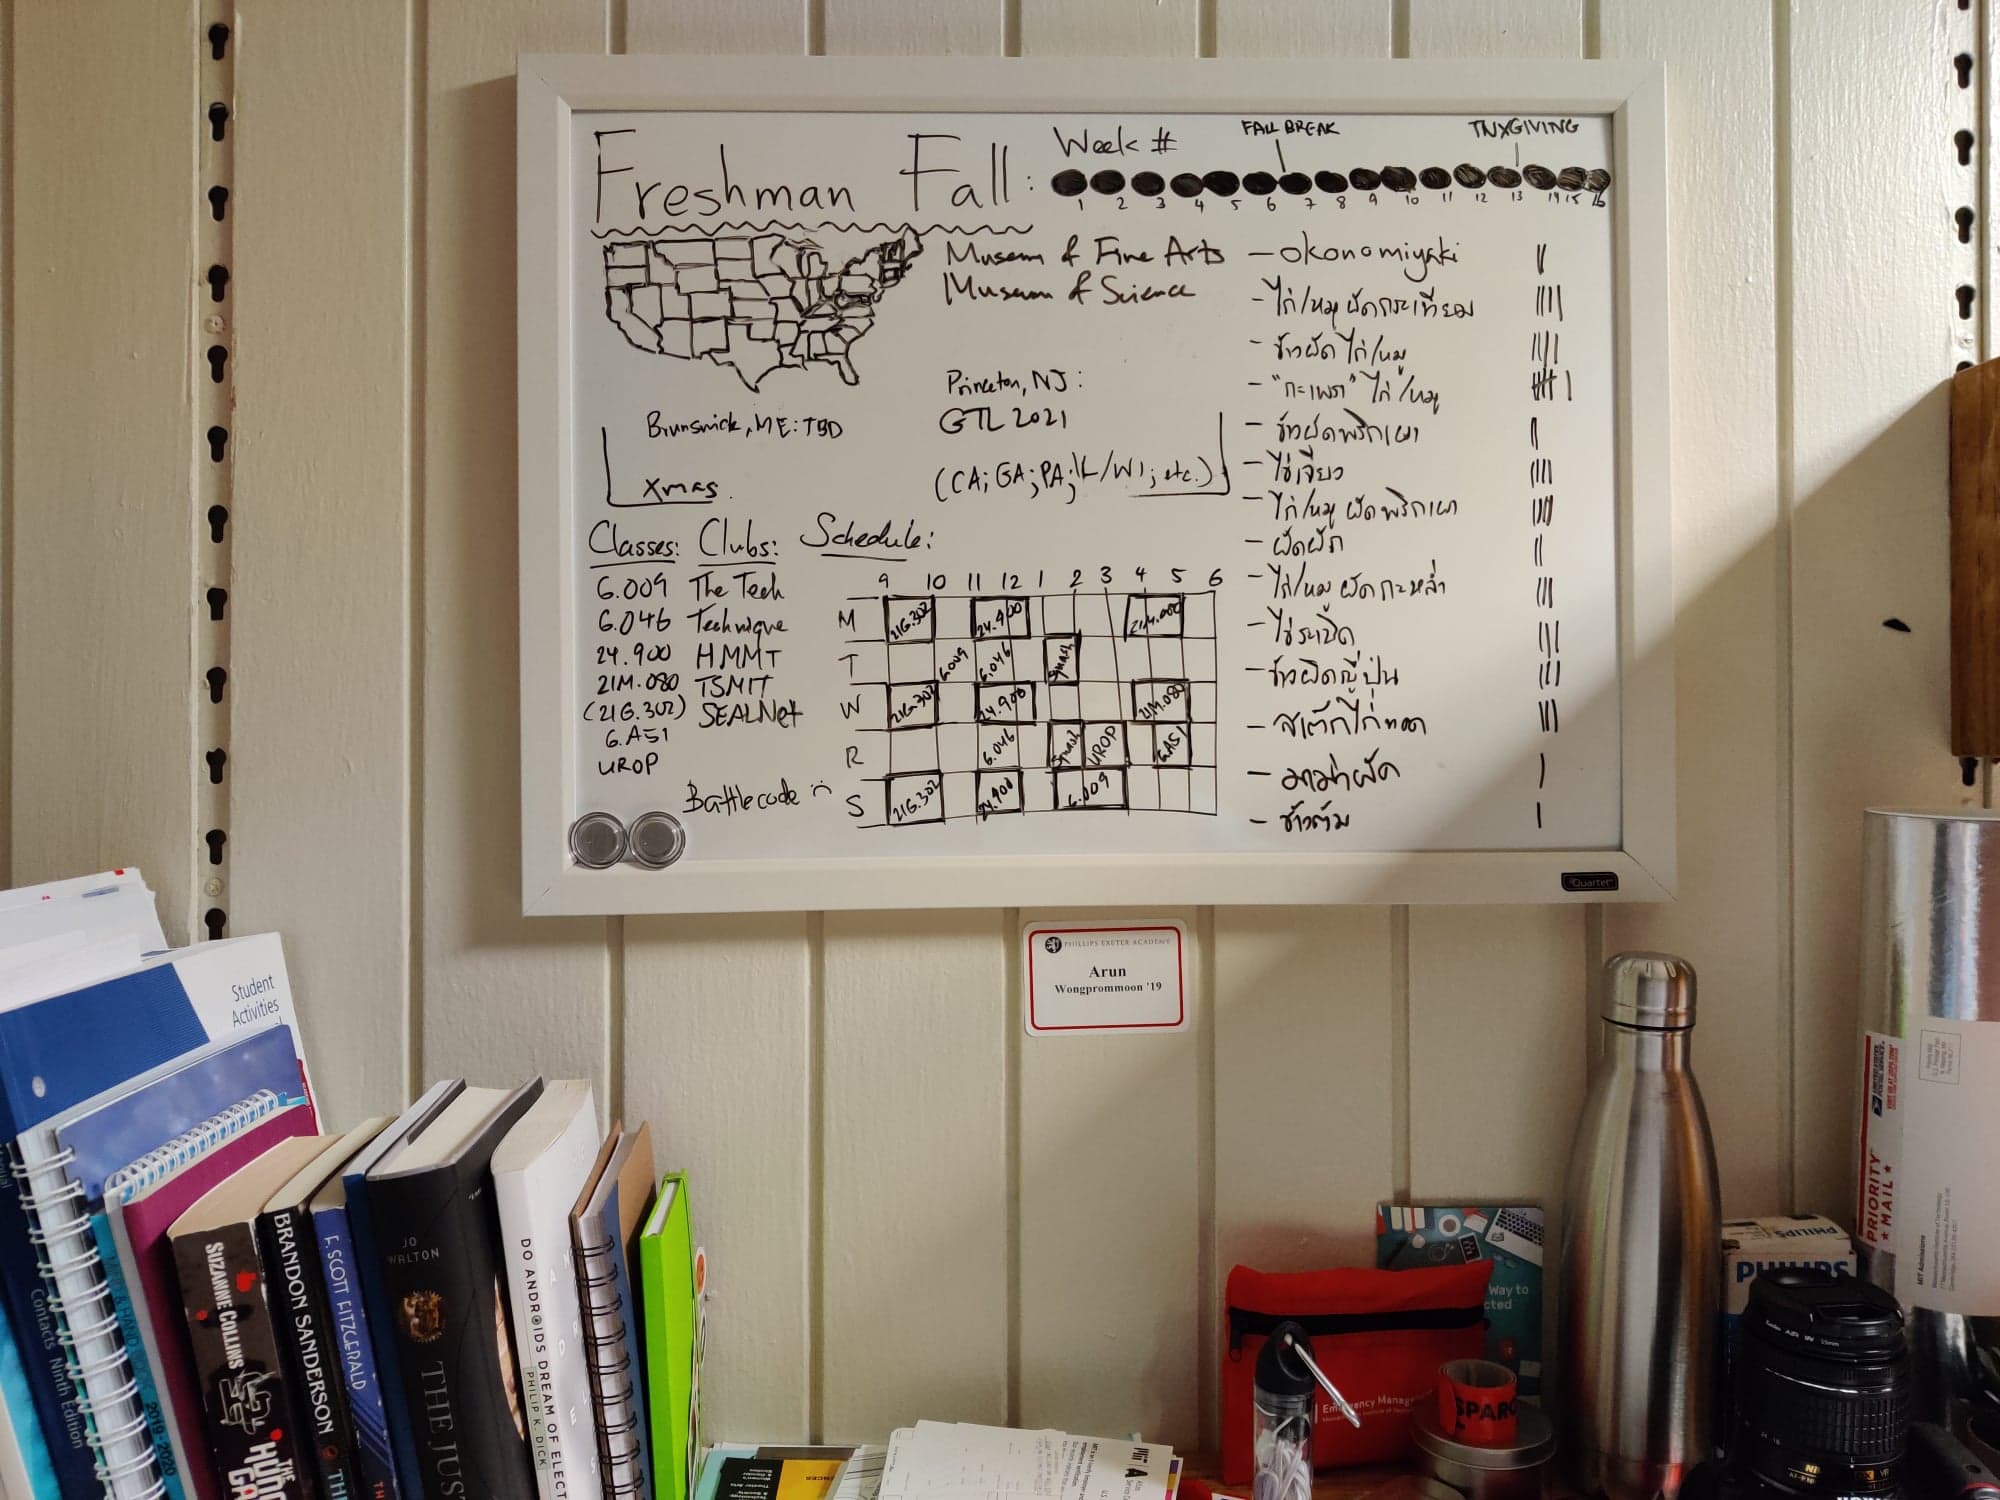 Freshman Fall:
Week #
FALL BREAK
TNXGIVING
1 2 3 4 5 6 7 8 9 10 11 12 13 14 15 16
Museum of Fine Arts
Museum of Science
Princeton, NJ:
GTL 2021
Brunswick, ME: TBD
Xmas.
(CA; GA; PA; IL/WI; etc.)
- okonomiyaki
- ไก่/หมู ผัดกระเทียม
- ข้าวผัด ไก่/หมู
- "กะเพรา" ไก่/หมู
- ข้าวผัดพริกเผา
- ไข่เจียว
- ไก่/หมู ผัดพริกเผา
- ผัดผัก
- ไก่/หมู ผัดกะหล่ำ
- ไข่ระเบิด
- ข้าวผัดญี่ปุ่น
- สเต๊กไก่ทอด
- มาม่าผัด
- ข้าวต้ม
Classes:
6.009
6.046
24.900
21M.080
(21G.302)
6.A51
UROP
Clubs:
The Tech
Technique
HMMT
TSMIT
SEALNet
Battlecode
Schedule:
9 10 11 12 1 2 3 4 5 6
M 21G.302 24.900 21M.080
T 6.009 6.046 Squash
W 21G.302 24.900 21M.080
R 6.046 Squash UROP 6.A51
S 21G.302 24.900 6.009
Quarter
PHILLIPS EXETER ACADEMY
Arun
Wongprommoon '19
Student
Activities
Contacts Ninth Edition
2019-2020
SUZANNE COLLINS
THE
BRANDON SANDERSON
THE
F. SCOTT FITZGERALD
JO
WALTON
THE JUS
DO ANDROIDS DREAM OF ELECT
PHILIP K. DICK
Way to
cted
Emergency Manag
SPARC
PHILIPS
PHILIPS
PRIORITY
MAIL
MIT Admissions